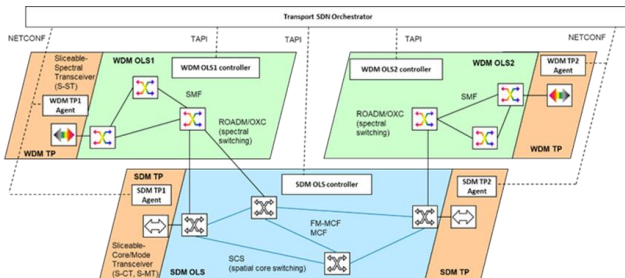 Transport SDN Orchestrator
NETCONF
TAPI
TAPI
TAPI
NETCONF
Sliceable-
Spectral
Transceiver
(S-ST)
WDM OLS1
WDM OLS1 controller
WDM TP1
Agent
SMF
ROADM/OXC
(spectral
switching)
WDM TP
WDM OLS2 controller
WDM OLS2
WDM TP2
Agent
SMF
ROADM/OXC
(spectral
switching)
WDM TP
SDM TP
SDM TP1
Agent
SDM OLS controller
SDM TP2
Agent
FM-MCF
MCF
Sliceable-
Core/Mode
Transceiver
(S-CT, S-MT)
SCS
(spatial core switching)
SDM OLS
SDM TP